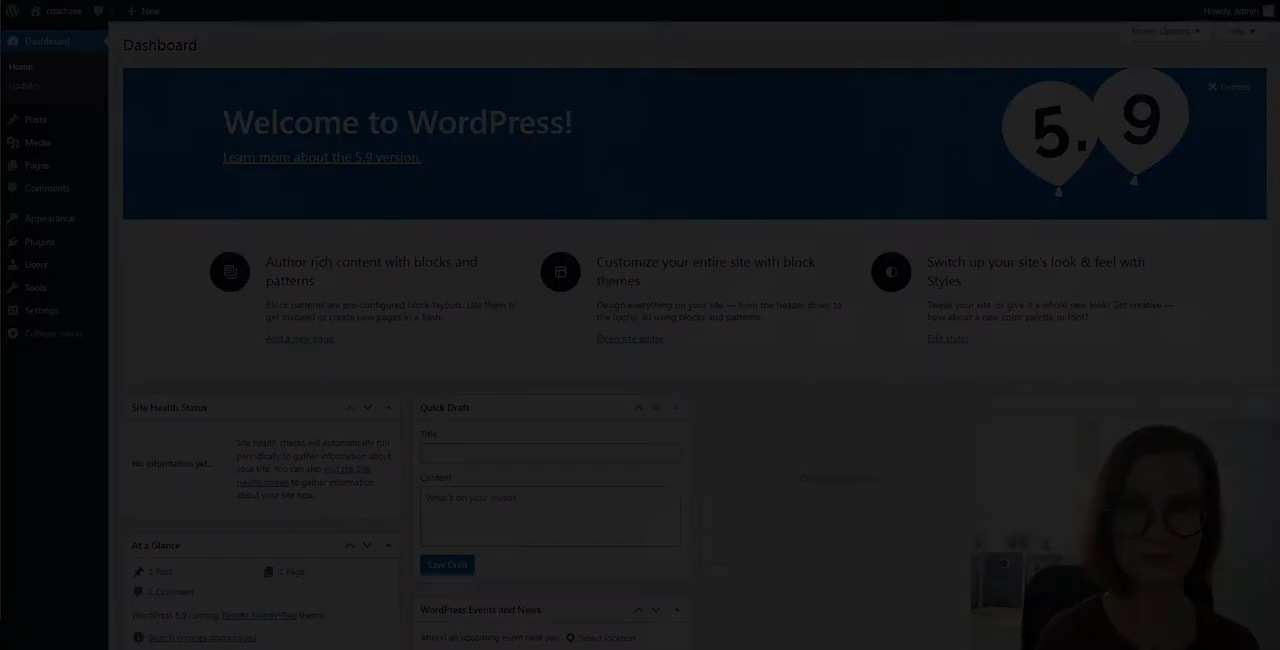 coachzee
New
Howdy, admin
Dashboard
Home
Updates
Posts
Media
Pages
Comments
Appearance
Plugins
Users
Tools
Settings
Collapse menu
Dashboard
Screen Options
Help
Welcome to WordPress!
Learn more about the 5.9 version.
Dismiss
5.9
Author rich content with blocks and
patterns
Block patterns are pre-configured block layouts. Use them to
get inspired or create new pages in a flash.
Add a new page
Customize your entire site with block
themes
Design everything on your site — from the header down to
the footer, all using blocks and patterns.
Open site editor
Switch up your site's look & feel with
Styles
Tweak your site, or give it a whole new look! Get creative —
how about a new color palette or font?
Edit styles
Site Health Status
No information yet...
Site health checks will automatically run
periodically to gather information about
your site. You can also visit the Site
Health screen to gather information
about your site now.
At a Glance
1 Post
1 Page
1 Comment
WordPress 5.9 running Twenty Twenty-Two theme.
Search engines discouraged
Quick Draft
Title
Content
What's on your mind?
Save Draft
WordPress Events and News
Attend an upcoming event near you.
Select location